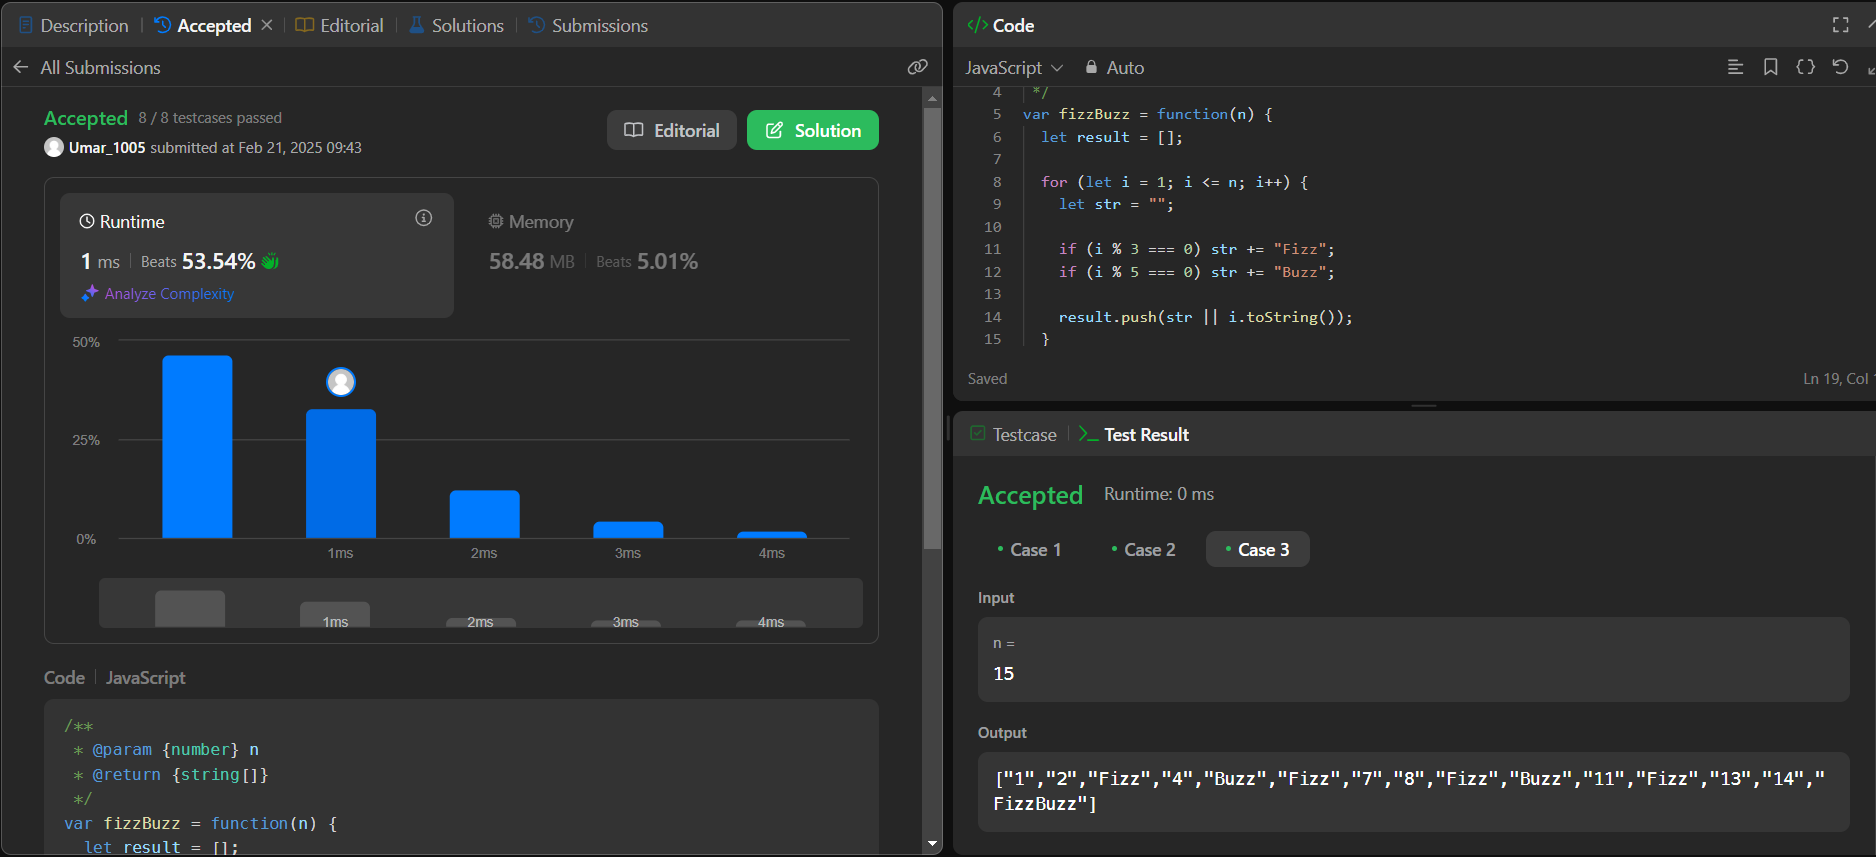 Description
Accepted
Editorial
Solutions
Submissions
All Submissions
Accepted 8 / 8 testcases passed
Umar_1005 submitted at Feb 21, 2025 09:43
Editorial
Solution
Runtime
1 ms Beats 53.54%
Analyze Complexity
Memory
58.48 MB Beats 5.01%
50%
25%
0%
1ms 2ms 3ms 4ms
1ms 2ms 3ms 4ms
Code JavaScript
/**
* @param {number} n
* @return {string[]}
*/
var fizzBuzz = function(n) {
let result = [];
</> Code
JavaScript Auto
4 */
5 var fizzBuzz = function(n) {
6 let result = [];
7
8 for (let i = 1; i <= n; i++) {
9 let str = "";
10
11 if (i % 3 === 0) str += "Fizz";
12 if (i % 5 === 0) str += "Buzz";
13
14 result.push(str || i.toString());
15 }
Saved
Ln 19, Col
Testcase
>_ Test Result
Accepted Runtime: 0 ms
Case 1 Case 2 Case 3
Input
n =
15
Output
["1","2","Fizz","4","Buzz","Fizz","7","8","Fizz","Buzz","11","Fizz","13","14","
FizzBuzz"]